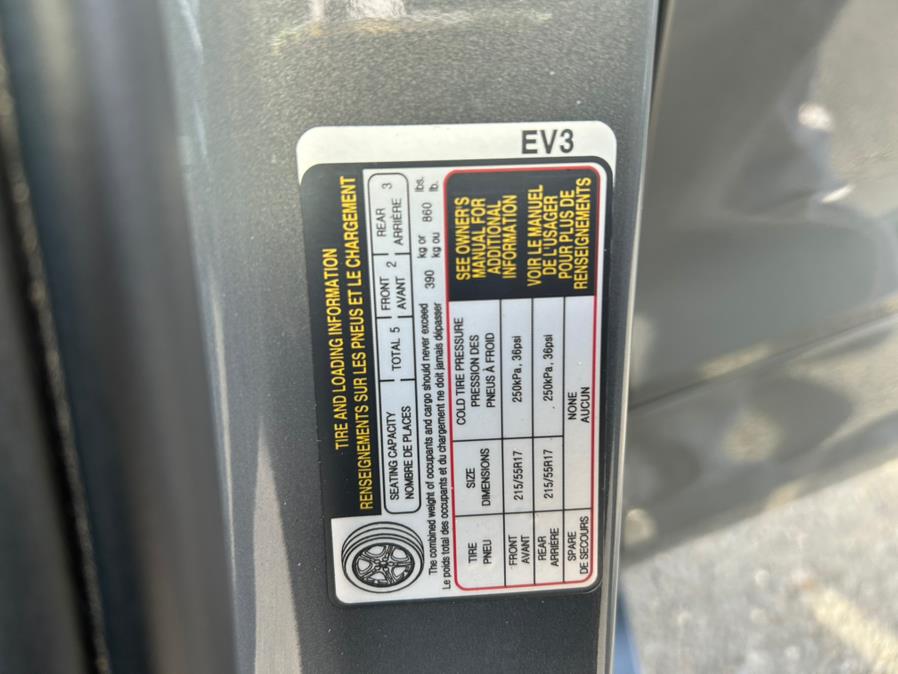 EV3
TIRE AND LOADING INFORMATION
RENSEIGNEMENTS SUR LES PNEUS ET LE CHARGEMENT
SEATING CAPACITY
NOMBRE DE PLACES
TOTAL 5
FRONT
AVANT 2
REAR
ARRIÈRE 3
The combined weight of occupants and cargo should never exceed 390 kg or 860 lbs.
Le poids total des occupants et du chargement ne doit jamais dépasser kg ou lb.
TIRE
PNEU
SIZE
DIMENSIONS
COLD TIRE PRESSURE
PRESSION DES
PNEUS À FROID
FRONT
AVANT
215/55R17
250kPa, 36psi
REAR
ARRIÈRE
215/55R17
250kPa, 36psi
SPARE
DE SECOURS
NONE
AUCUN
SEE OWNER'S
MANUAL FOR
ADDITIONAL
INFORMATION
VOIR LE MANUEL
DE L'USAGER
POUR PLUS DE
RENSEIGNEMENTS